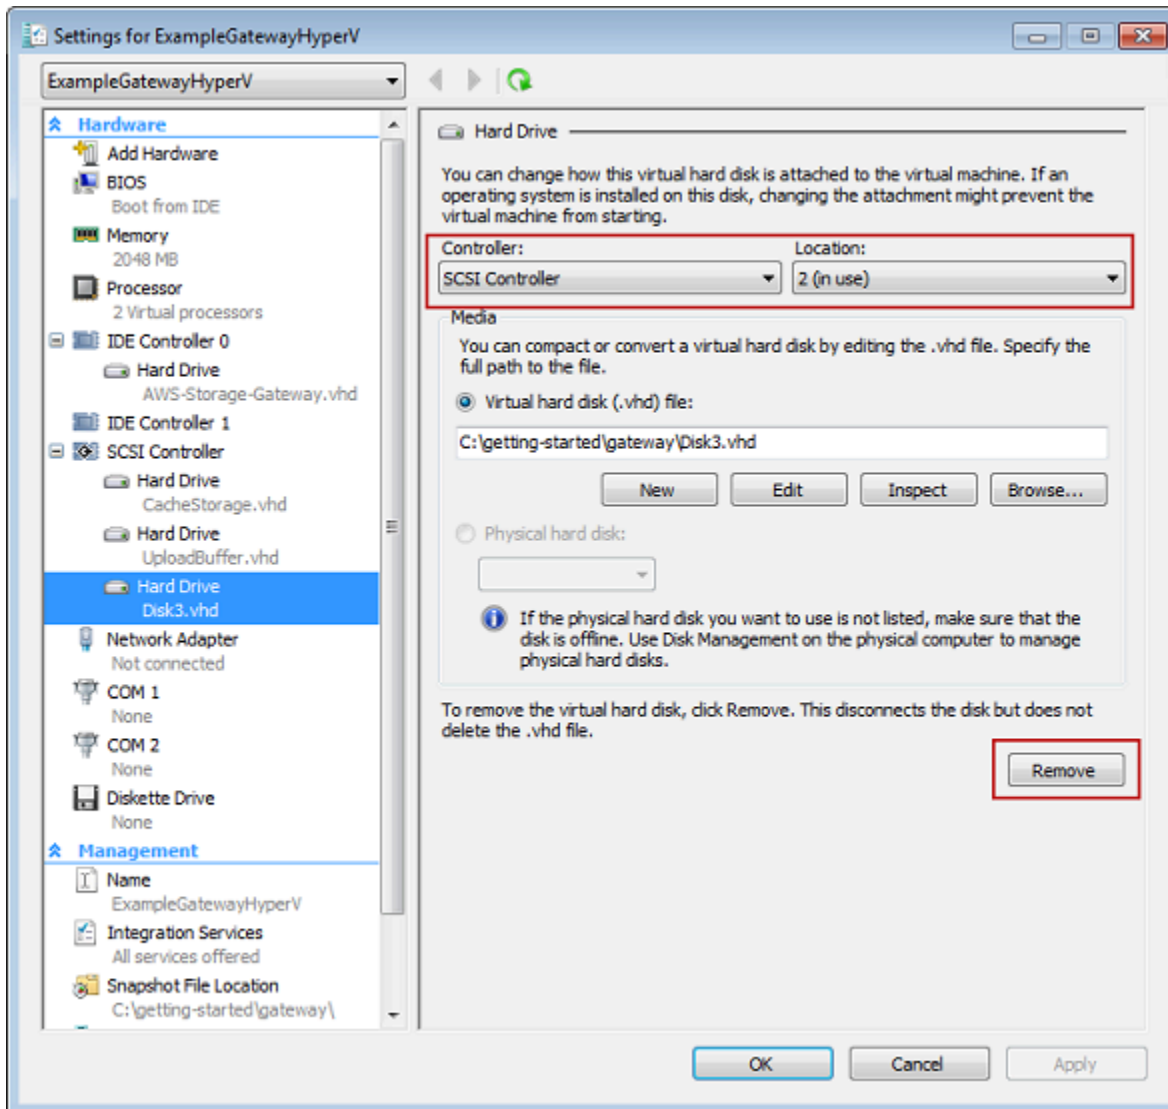 Settings for ExampleGatewayHyperV
ExampleGatewayHyperV
Hardware
Add Hardware
BIOS
Boot from IDE
Memory
2048 MB
Processor
2 Virtual processors
IDE Controller 0
Hard Drive
AWS-Storage-Gateway.vhd
IDE Controller 1
SCSI Controller
Hard Drive
CacheStorage.vhd
Hard Drive
UploadBuffer.vhd
Hard Drive
Disk3.vhd
Network Adapter
Not connected
COM 1
None
COM 2
None
Diskette Drive
None
Management
Name
ExampleGatewayHyperV
Integration Services
All services offered
Snapshot File Location
C:\getting-started\gateway\
Hard Drive
You can change how this virtual hard disk is attached to the virtual machine. If an
operating system is installed on this disk, changing the attachment might prevent the
virtual machine from starting.
Controller: Location:
SCSI Controller 2 (in use)
Media
You can compact or convert a virtual hard disk by editing the .vhd file. Specify the
full path to the file.
Virtual hard disk (.vhd) file:
C:\getting-started\gateway\Disk3.vhd
New Edit Inspect Browse...
Physical hard disk:
If the physical hard disk you want to use is not listed, make sure that the
disk is offline. Use Disk Management on the physical computer to manage
physical hard disks.
To remove the virtual hard disk, click Remove. This disconnects the disk but does not
delete the .vhd file.
Remove
OK Cancel Apply